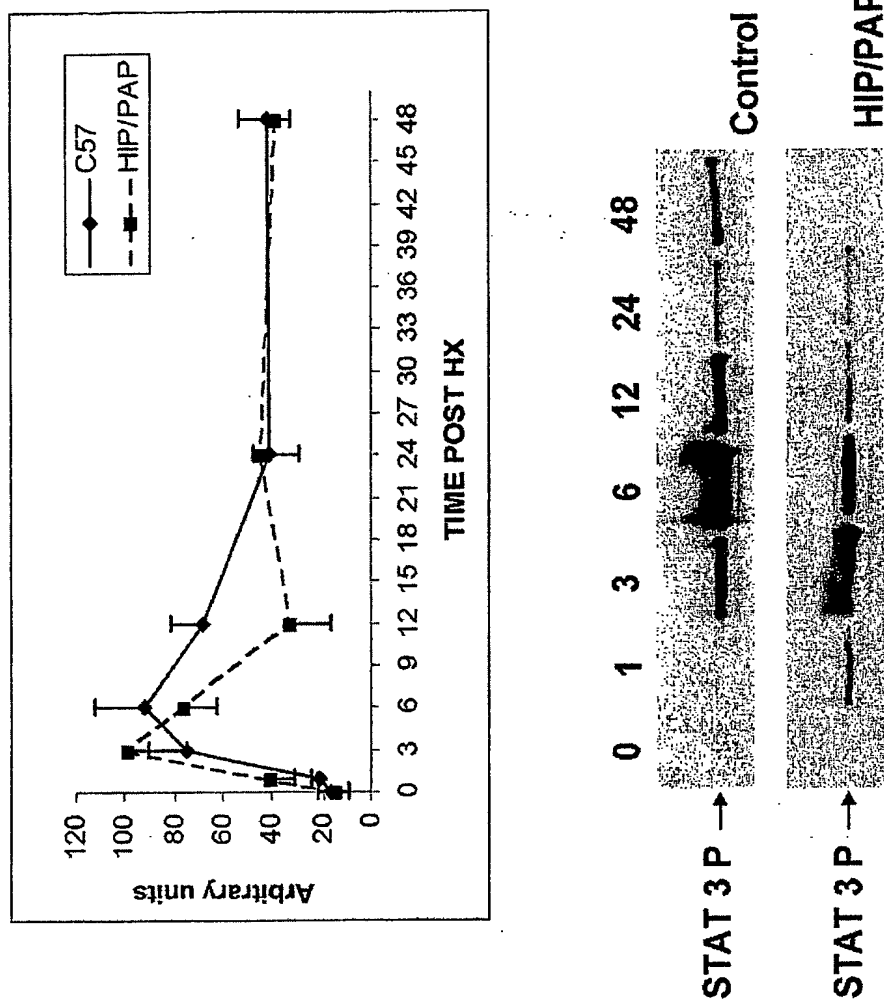 C57
HIP/PAP
120
100
80
60
40
20
0
Arbitrary units
0 3 6 9 12 15 18 21 24 27 30 33 36 39 42 45 48
TIME POST HX
0 1 3 6 12 24 48
STAT 3 P → Control
STAT 3 P → HIP/PAP